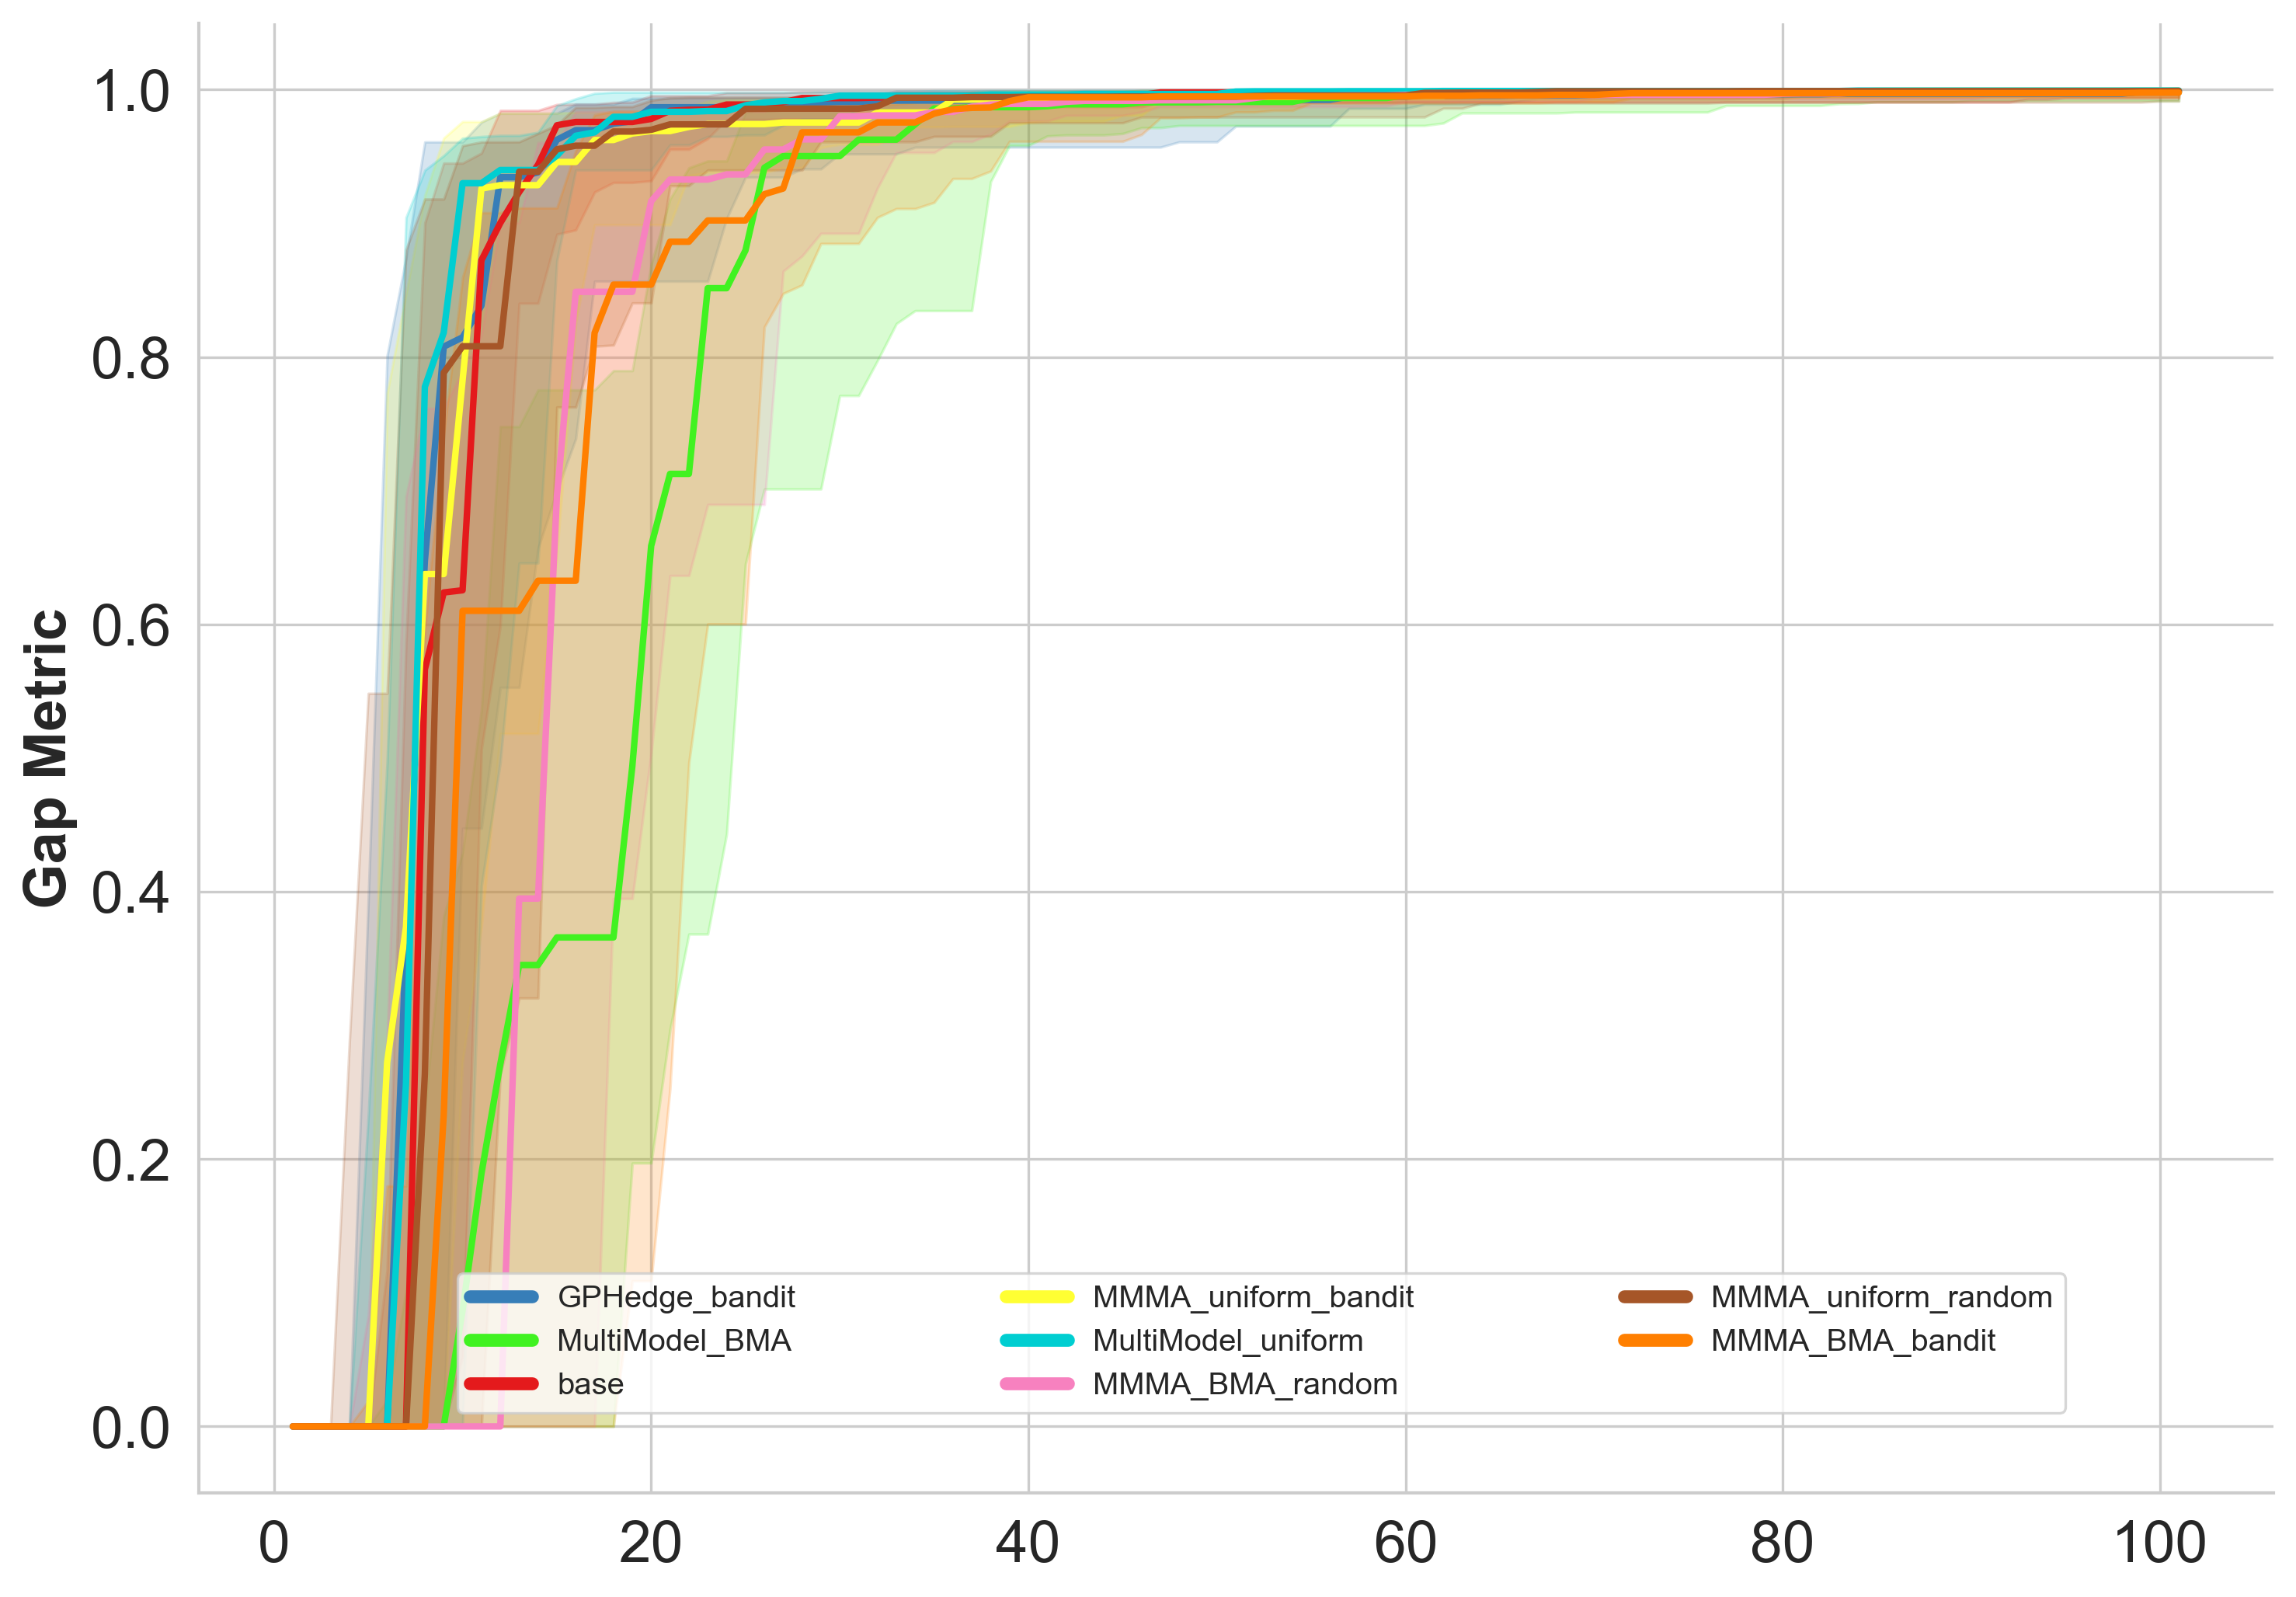 1.0
0.8
0.6
0.4
0.2
0.0
Gap Metric
GPHedge_bandit
MultiModel_BMA
base
MMMA_uniform_bandit
MultiModel_uniform
MMMA_BMA_random
MMMA_uniform_random
MMMA_BMA_bandit
0 20 40 60 80 100